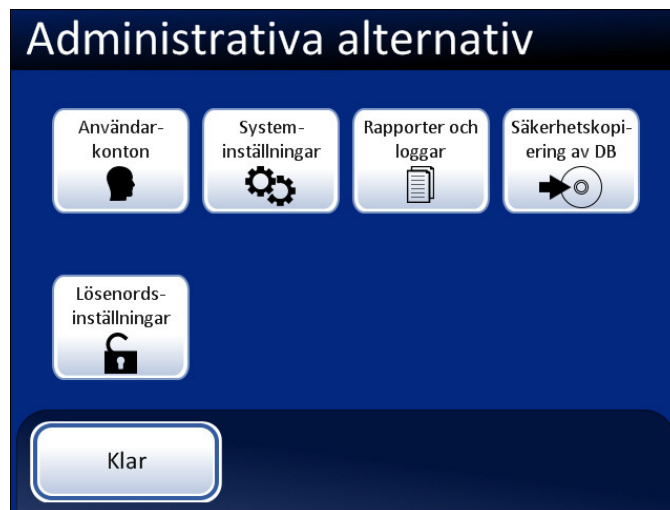 Administrativa alternativ
Användar-
konton
System-
inställningar
Rapporter och
loggar
Säkerhetskopi-
ering av DB
Lösenords-
inställningar
Klar